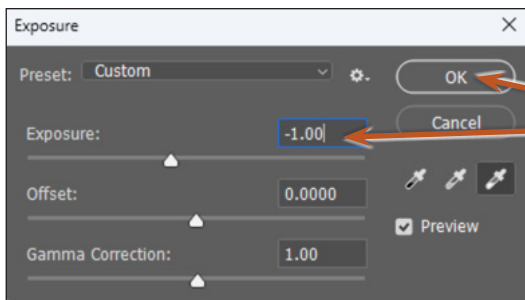 Exposure
Preset: Custom
OK
Cancel
Exposure: -1.00
Offset: 0.0000
Preview
Gamma Correction: 1.00